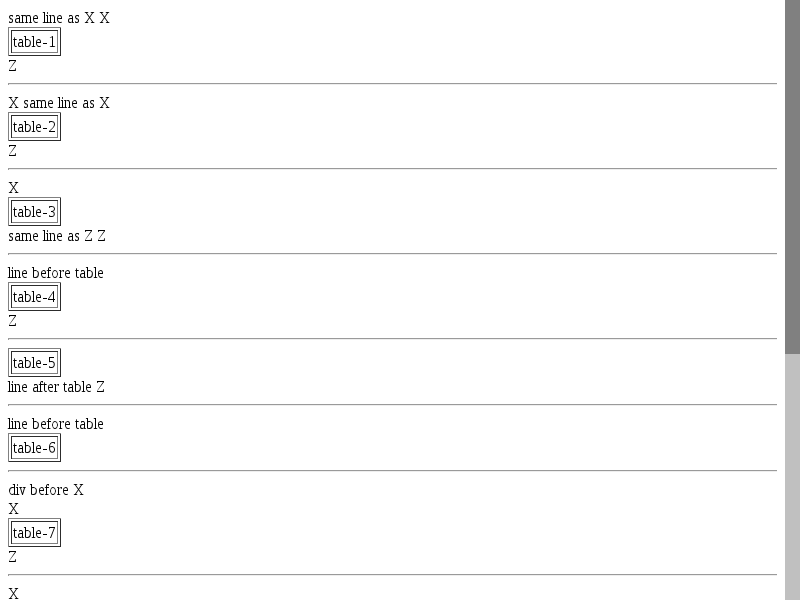 same line as X X
table-1
Z
X same line as X
table-2
Z
X
table-3
same line as Z Z
line before table
table-4
Z
table-5
line after table Z
line before table
table-6
div before X
X
table-7
Z
X